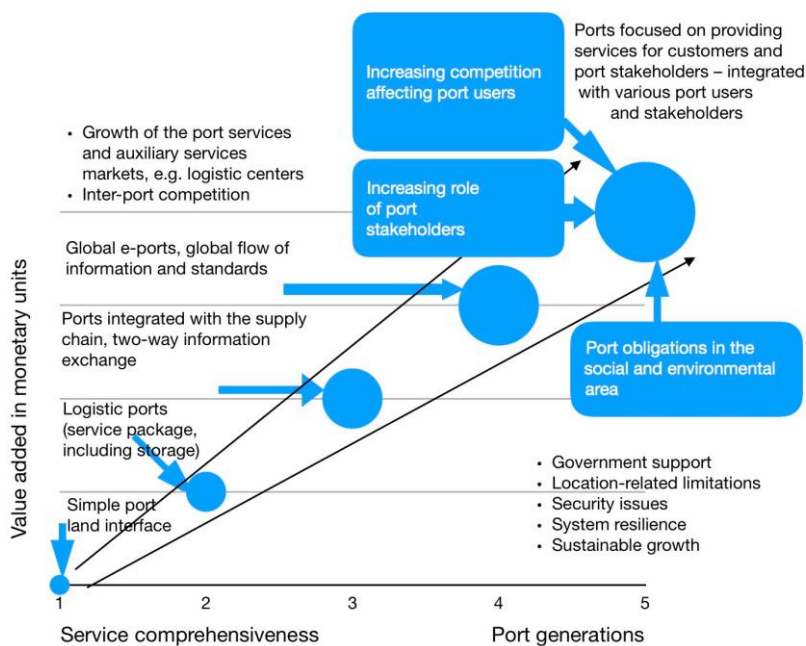 Increasing competition
affecting port users
Ports focused on providing
services for customers and
port stakeholders – integrated
with various port users
and stakeholders
• Growth of the port services
and auxiliary services
markets, e.g. logistic centers
• Inter-port competition
Increasing role
of port
stakeholders
Global e-ports, global flow of
information and standards
Ports integrated with the supply
chain, two-way information
exchange
Port obligations in the
social and environmental
area
Logistic ports
(service package,
including storage)
• Government support
• Location-related limitations
• Security issues
• System resilience
• Sustainable growth
Simple port
land interface
Value added in monetary units
1 2 3 4 5
Service comprehensiveness Port generations